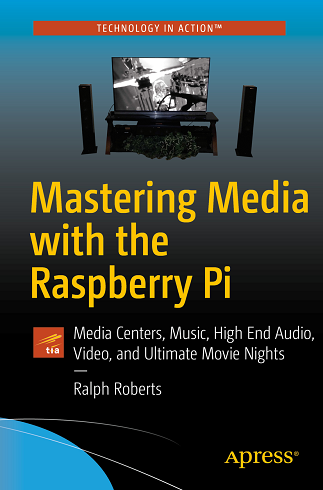 TECHNOLOGY IN ACTION™
Mastering Media
with the
Raspberry Pi
tia
Media Centers, Music, High End Audio,
Video, and Ultimate Movie Nights
—
Ralph Roberts
Apress®